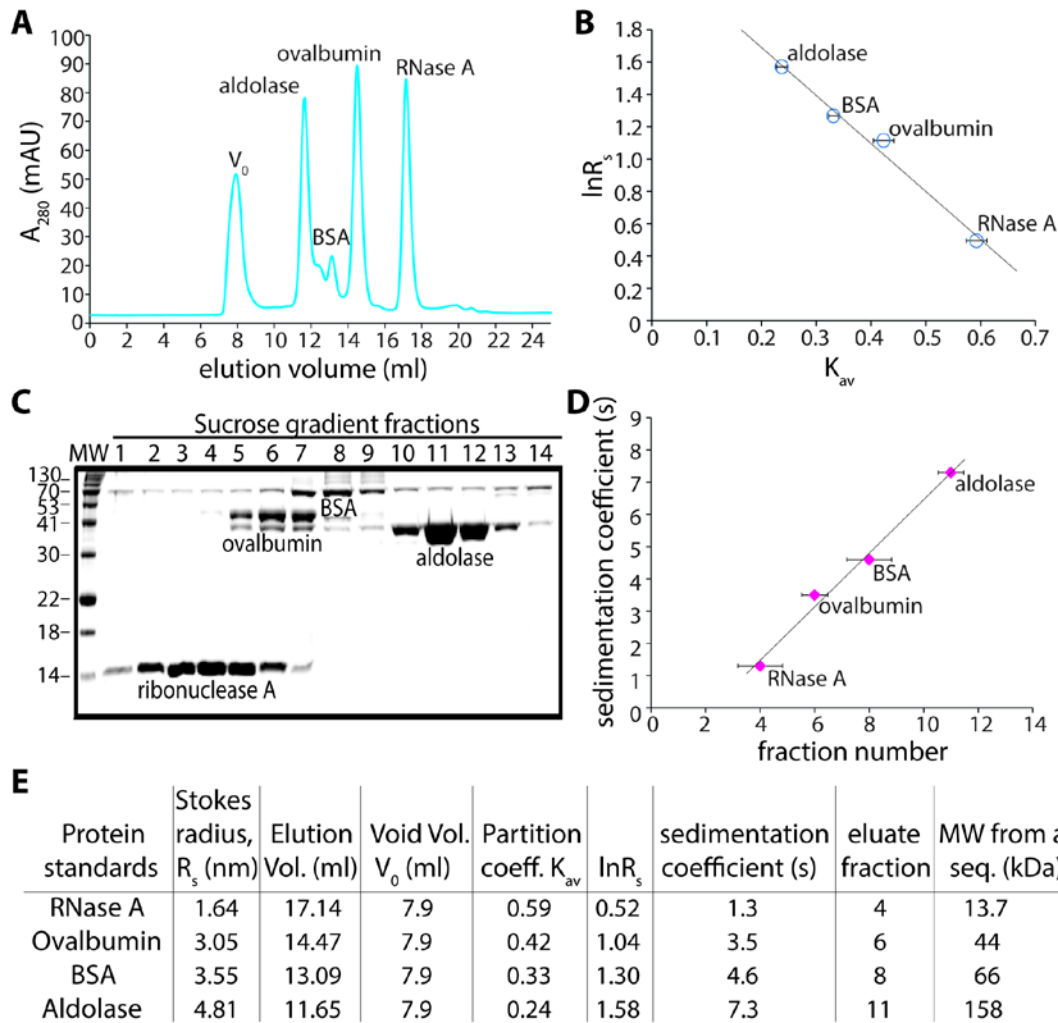 A
100
90
80
70
60
50
40
30
20
10
0
A280 (mAU)
V0
aldolase
BSA
ovalbumin
RNase A
0 2 4 6 8 10 12 14 16 18 20 22 24
elution volume (ml)
B
1.8
1.6
1.4
1.2
1.0
0.8
0.6
0.4
0.2
0
lnRs
aldolase
BSA
ovalbumin
RNase A
0 0.1 0.2 0.3 0.4 0.5 0.6 0.7
Kav
C
Sucrose gradient fractions
MW 1 2 3 4 5 6 7 8 9 10 11 12 13 14
130
70
53
41
30
22
18
14
BSA
ovalbumin
aldolase
ribonuclease A
D
9
8
7
6
5
4
3
2
1
0
sedimentation coefficient (s)
aldolase
BSA
ovalbumin
RNase A
0 2 4 6 8 10 12 14
fraction number
E
Protein standards | Stokes radius, Rs (nm) | Elution Vol. (ml) | Void Vol. V0 (ml) | Partition coeff. Kav | lnRs | sedimentation coefficient (s) | eluate fraction | MW from a seq. (kDa)
RNase A 1.64 17.14 7.9 0.59 0.52 1.3 4 13.7
Ovalbumin 3.05 14.47 7.9 0.42 1.04 3.5 6 44
BSA 3.55 13.09 7.9 0.33 1.30 4.6 8 66
Aldolase 4.81 11.65 7.9 0.24 1.58 7.3 11 158